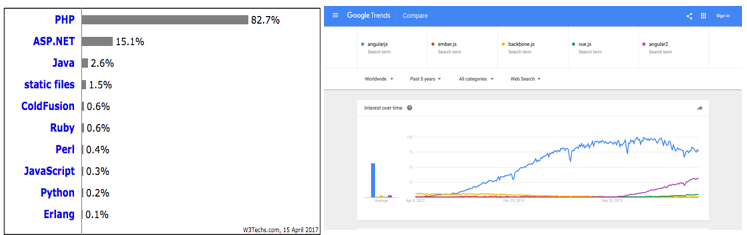 PHP 82.7%
ASP.NET 15.1%
Java 2.6%
static files 1.5%
ColdFusion 0.6%
Ruby 0.6%
Perl 0.4%
JavaScript 0.3%
Python 0.2%
Erlang 0.1%
W3Techs.com, 15 April 2017
Google Trends Compare Sign in
angularjs ember.js backbone.js vue.js angular2
Search term Search term Search term Search term Search term
Worldwide Past 5 years All categories Web Search
Interest over time
100
75
50
25
Average